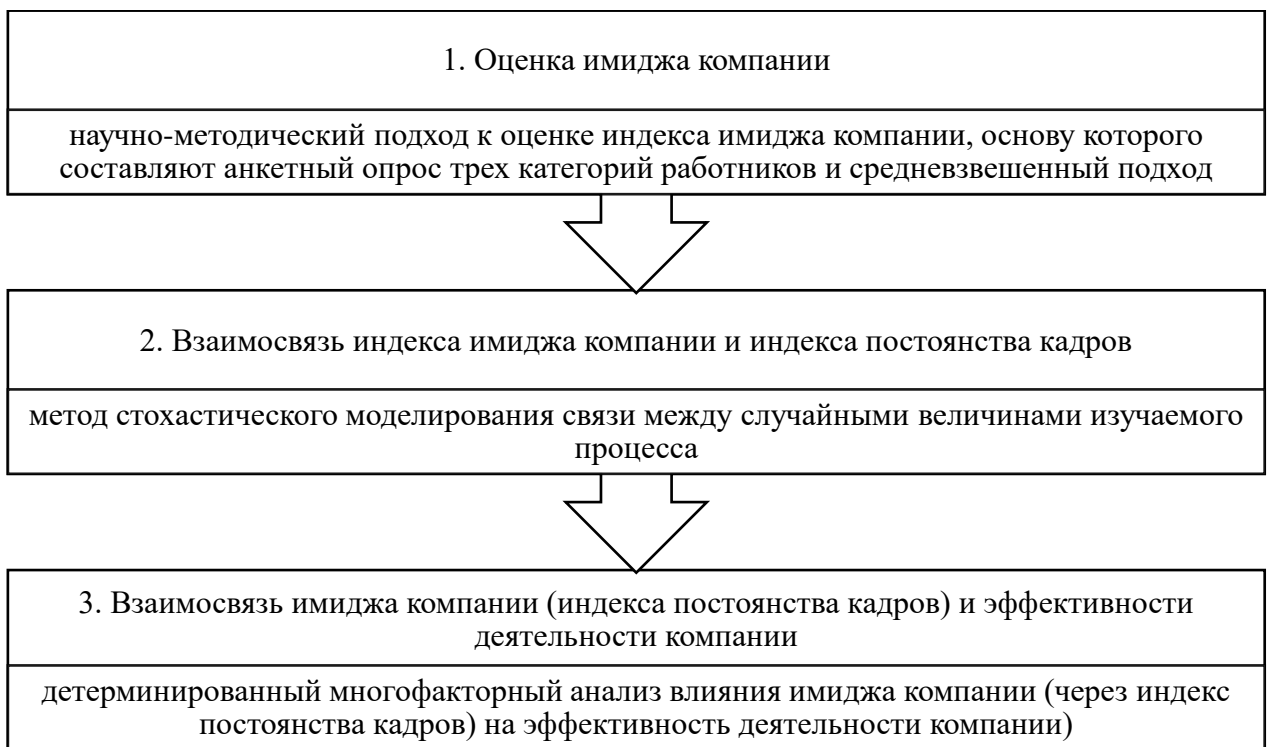 1. Оценка имиджа компании
научно-методический подход к оценке индекса имиджа компании, основу которого
составляют анкетный опрос трех категорий работников и средневзвешенный подход
2. Взаимосвязь индекса имиджа компании и индекса постоянства кадров
метод стохастического моделирования связи между случайными величинами изучаемого
процесса
3. Взаимосвязь имиджа компании (индекса постоянства кадров) и эффективности
деятельности компании
детерминированный многофакторный анализ влияния имиджа компании (через индекс
постоянства кадров) на эффективность деятельности компании)